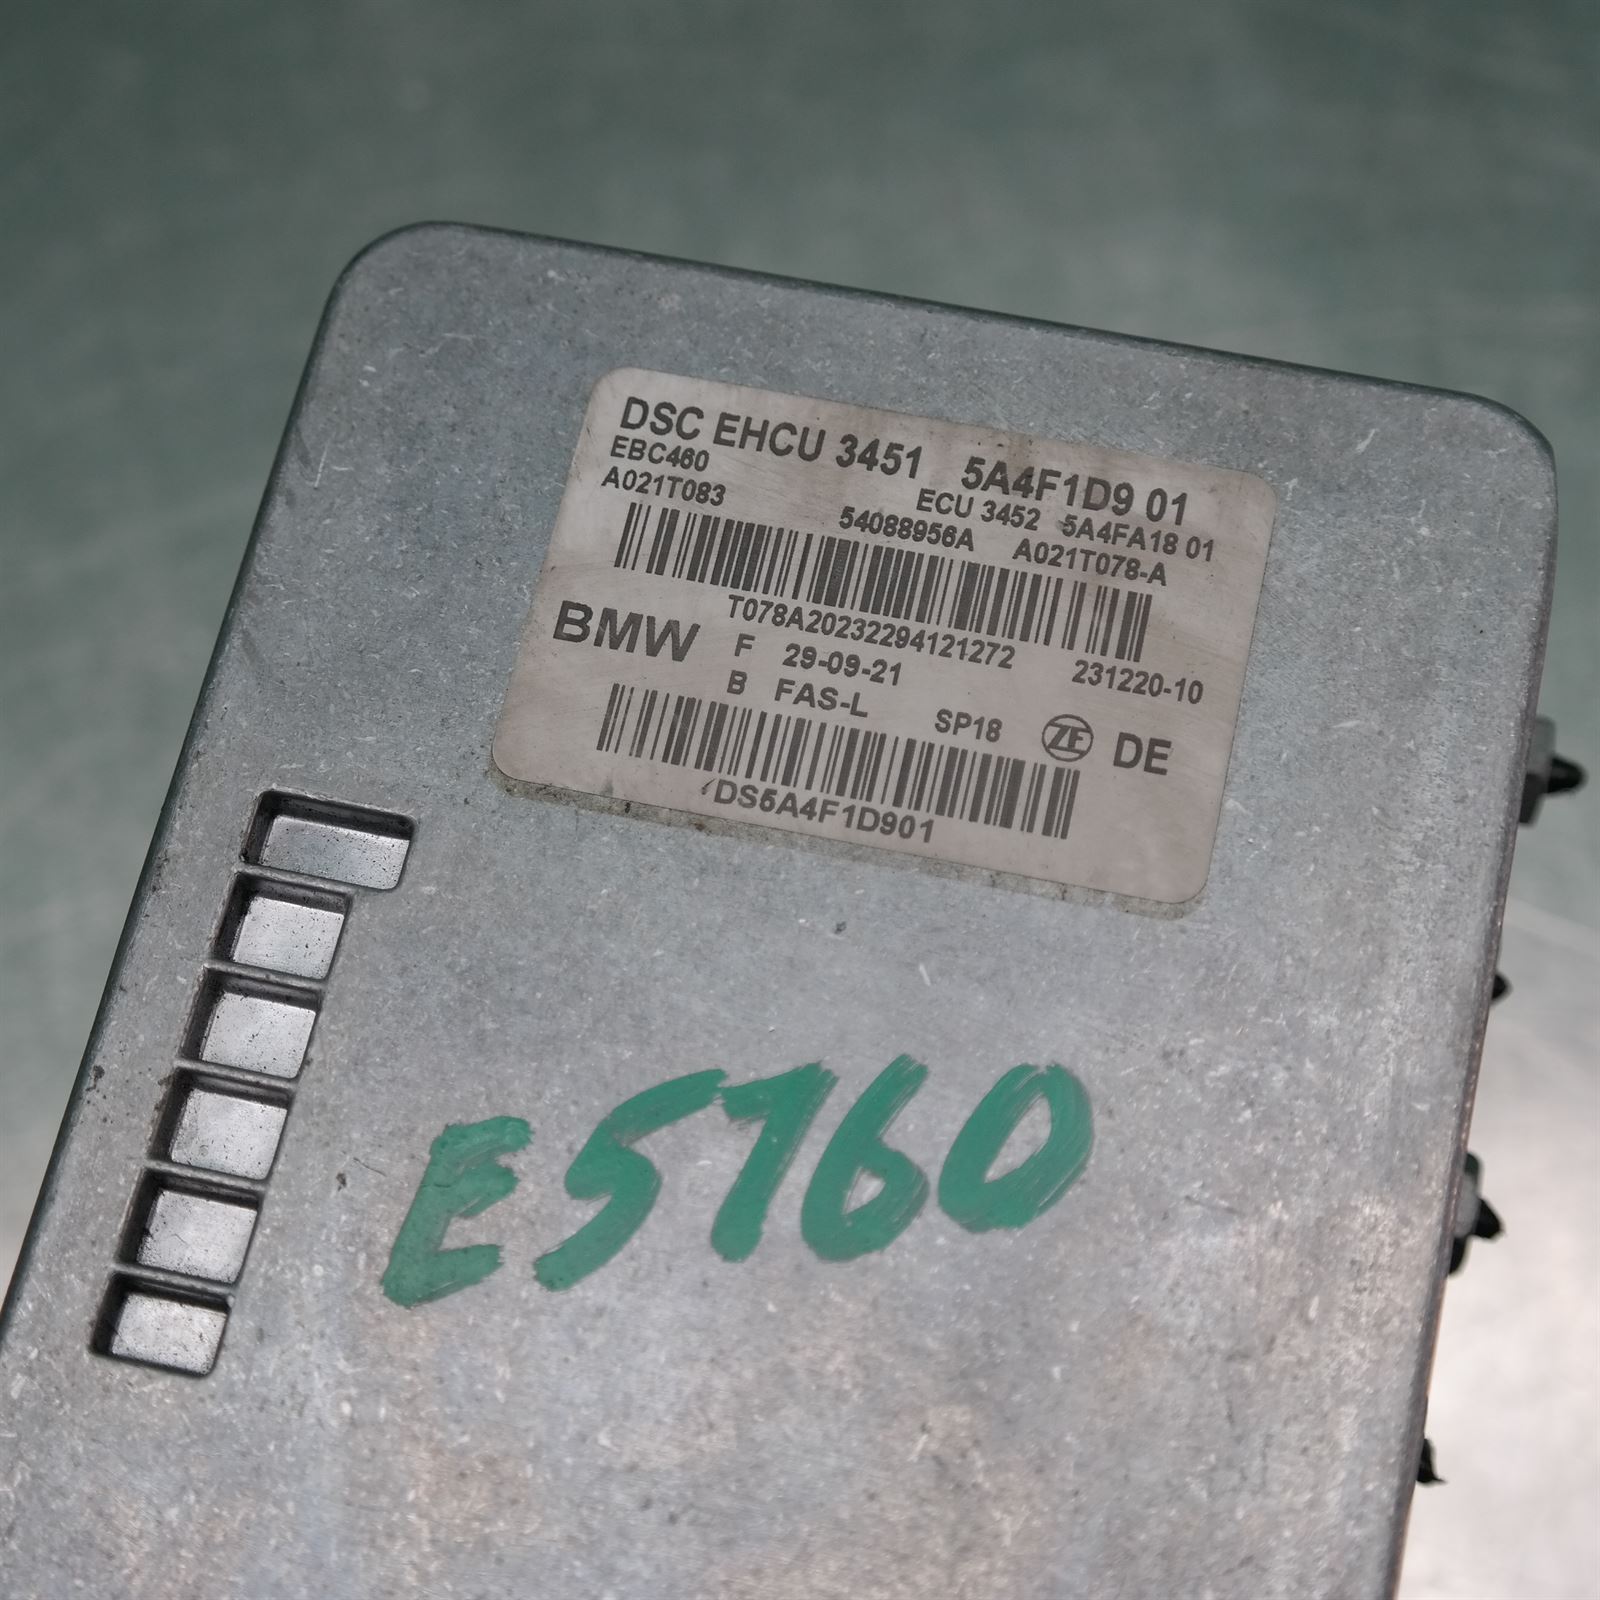 DSC EHCU 3451 5A4F1D9 01
EBC460 ECU 3452 5A4FA18 01
A021T083 54088956A A021T078-A
T078A20232294121272 231220-10
BMW F 29-09-21
B FAS-L SP18 ZF DE
DS5A4F1D901
E5760